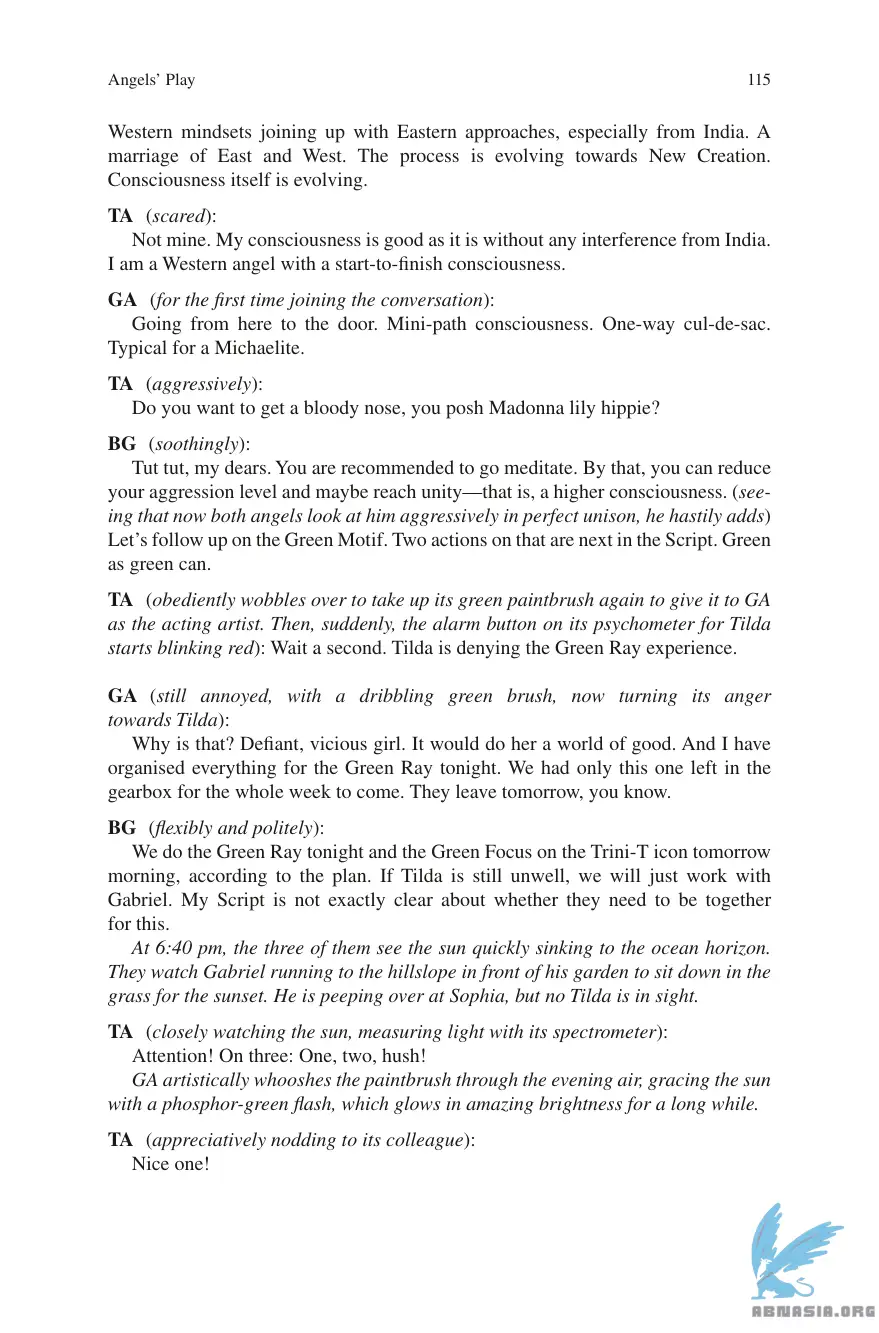 Angels’ Play 115
Western mindsets joining up with Eastern approaches, especially from India. A
marriage of East and West. The process is evolving towards New Creation.
Consciousness itself is evolving.
TA (scared):
Not mine. My consciousness is good as it is without any interference from India.
I am a Western angel with a start-to-finish consciousness.
GA (for the first time joining the conversation):
Going from here to the door. Mini-path consciousness. One-way cul-de-sac.
Typical for a Michaelite.
TA (aggressively):
Do you want to get a bloody nose, you posh Madonna lily hippie?
BG (soothingly):
Tut tut, my dears. You are recommended to go meditate. By that, you can reduce
your aggression level and maybe reach unity—that is, a higher consciousness. (see-
ing that now both angels look at him aggressively in perfect unison, he hastily adds)
Let’s follow up on the Green Motif. Two actions on that are next in the Script. Green
as green can.
TA (obediently wobbles over to take up its green paintbrush again to give it to GA
as the acting artist. Then, suddenly, the alarm button on its psychometer for Tilda
starts blinking red): Wait a second. Tilda is denying the Green Ray experience.
GA (still annoyed, with a dribbling green brush, now turning its anger
towards Tilda):
Why is that? Defiant, vicious girl. It would do her a world of good. And I have
organised everything for the Green Ray tonight. We had only this one left in the
gearbox for the whole week to come. They leave tomorrow, you know.
BG (flexibly and politely):
We do the Green Ray tonight and the Green Focus on the Trini-T icon tomorrow
morning, according to the plan. If Tilda is still unwell, we will just work with
Gabriel. My Script is not exactly clear about whether they need to be together
for this.
At 6:40 pm, the three of them see the sun quickly sinking to the ocean horizon.
They watch Gabriel running to the hillslope in front of his garden to sit down in the
grass for the sunset. He is peeping over at Sophia, but no Tilda is in sight.
TA (closely watching the sun, measuring light with its spectrometer):
Attention! On three: One, two, hush!
GA artistically whooshes the paintbrush through the evening air, gracing the sun
with a phosphor-green flash, which glows in amazing brightness for a long while.
TA (appreciatively nodding to its colleague):
Nice one!
ABNASIA.ORG